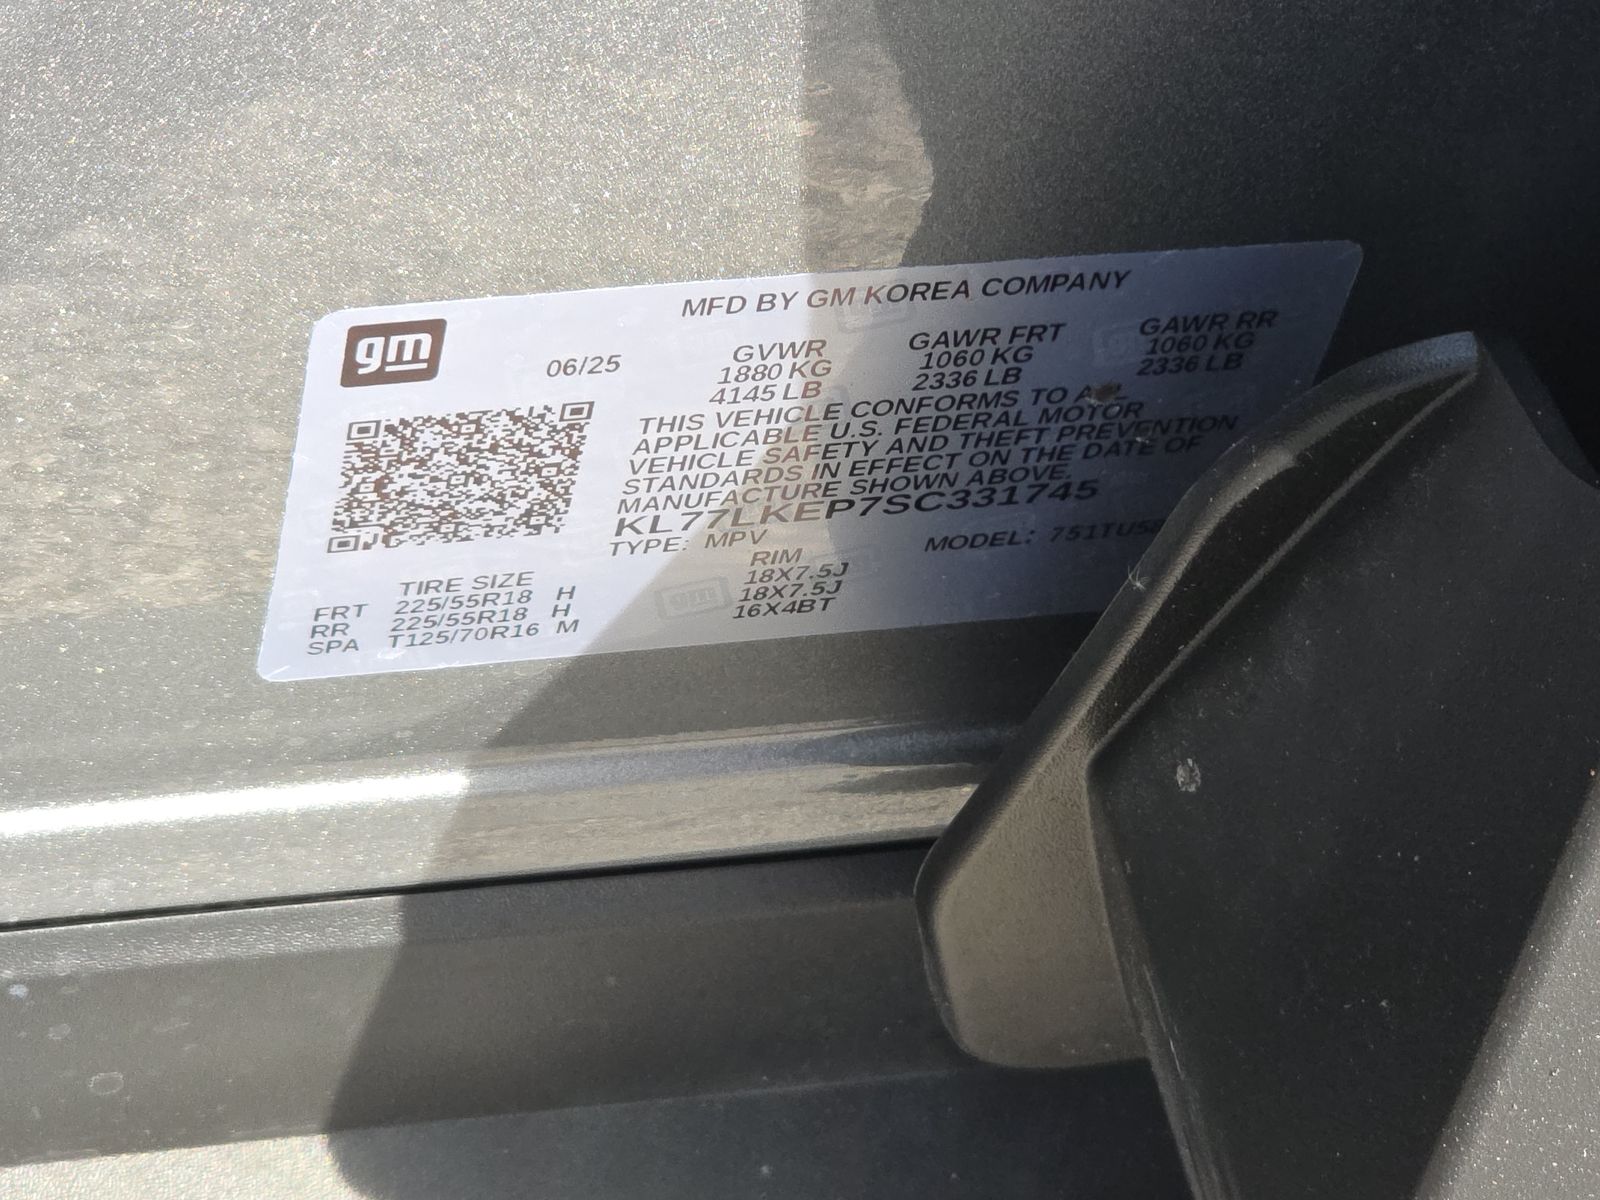 MFD BY GM KOREA COMPANY
gm
06/25
GVWR
1880 KG
4145 LB
GAWR FRT
1060 KG
2336 LB
GAWR RR
1060 KG
2336 LB
THIS VEHICLE CONFORMS TO ALL
APPLICABLE U.S. FEDERAL MOTOR
VEHICLE SAFETY AND THEFT PREVENTION
STANDARDS IN EFFECT ON THE DATE OF
MANUFACTURE SHOWN ABOVE.
KL77LKEP7SC331745
TYPE: MPV
MODEL:
TIRE SIZE RIM
FRT 225/55R18 H 18X7.5J
RR 225/55R18 H 18X7.5J
SPA T125/70R16 M 16X4BT